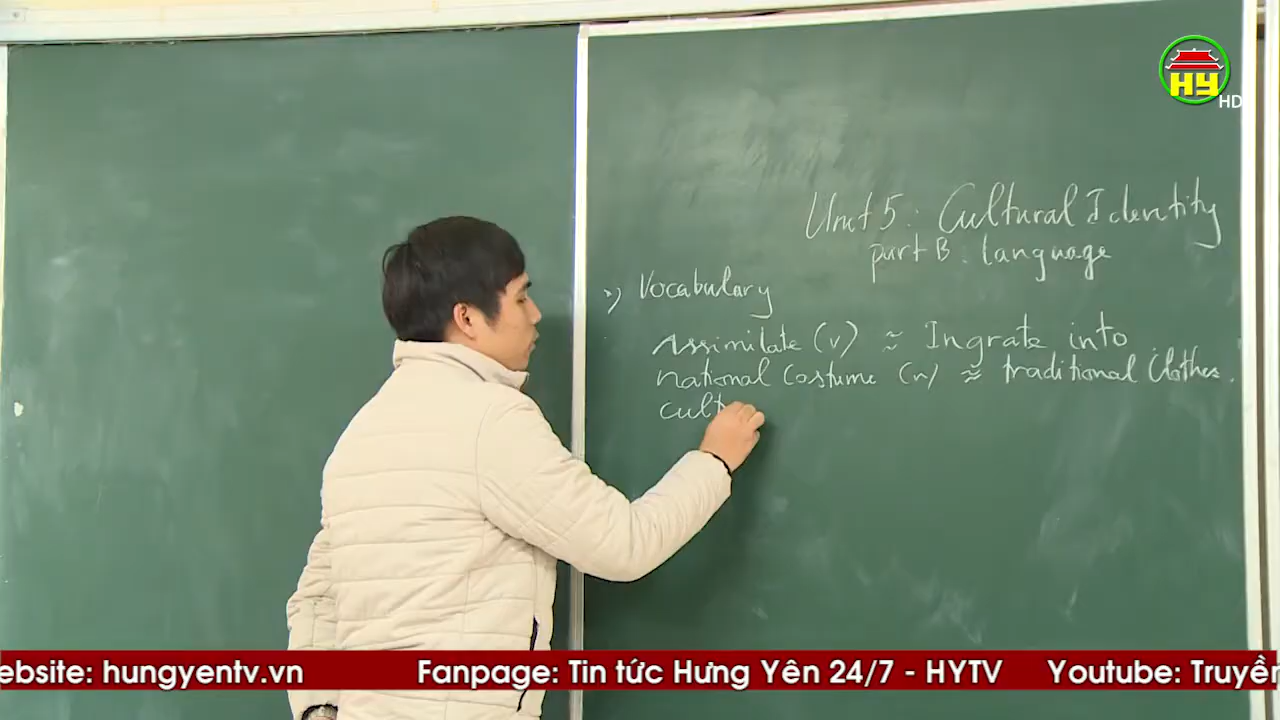 HY
HD
Unit 5: Cultural Identity
part B. language
Vocabulary
Assimilate (v) ≈ Ingrate into
national costume (n) ≈ traditional clothes.
cult
ebsite: hungyentv.vn Fanpage: Tin tức Hưng Yên 24/7 - HYTV Youtube: Truyền